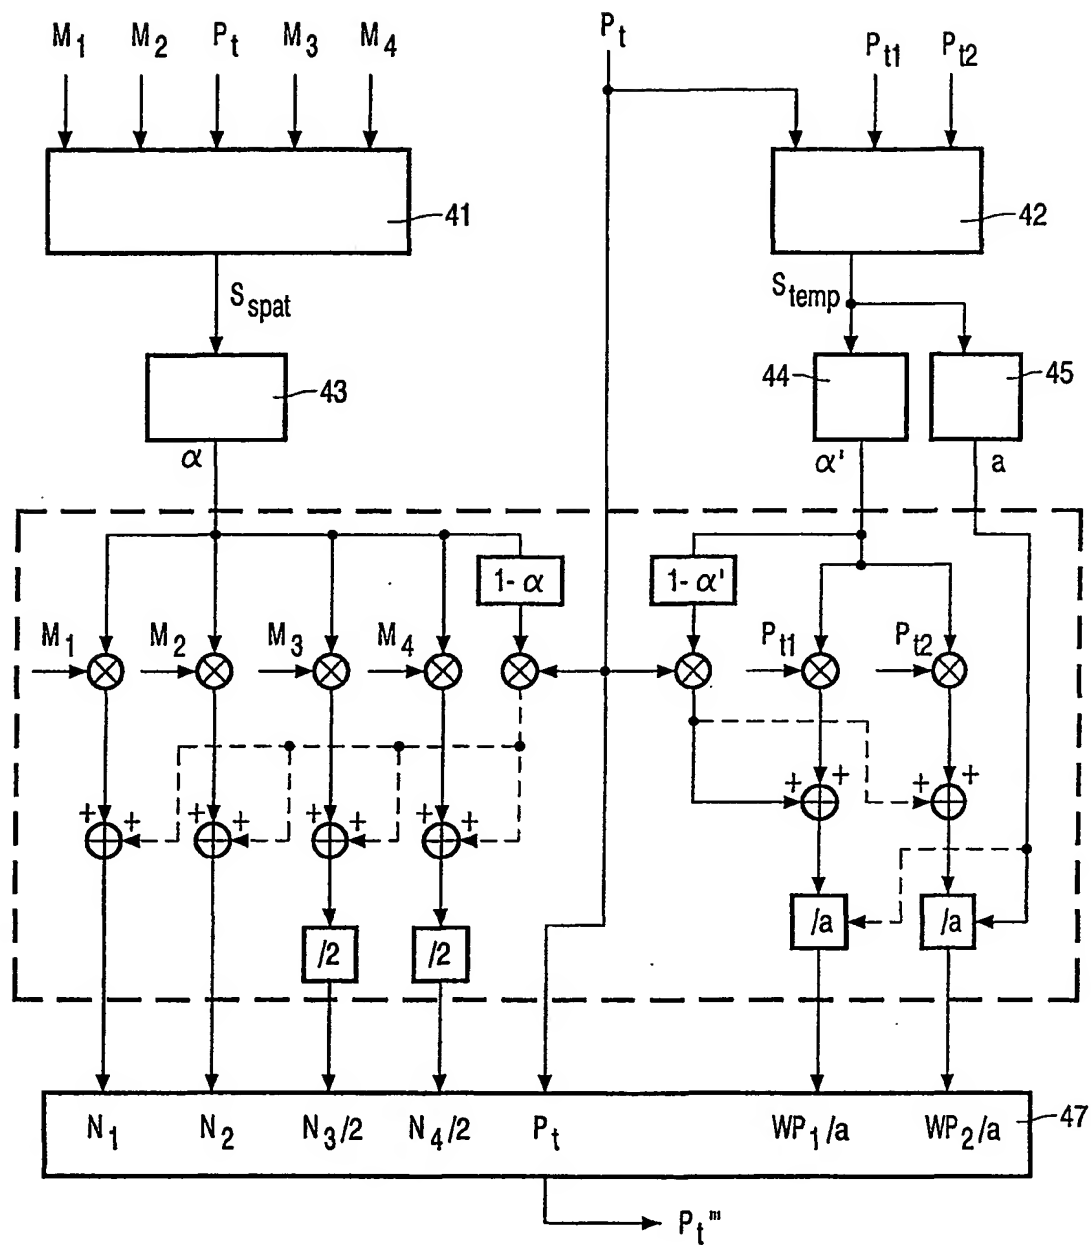 M1 M2 Pt M3 M4 Pt Pt1 Pt2
41 42
Sspat Stemp
43 44 45
α α' a
1-α 1-α'
M1 M2 M3 M4 Pt1 Pt2
+ + + +
+ + + + + + + +
/2 /2 /a /a
N1 N2 N3/2 N4/2 Pt WP1/a WP2/a 47
Pt'''